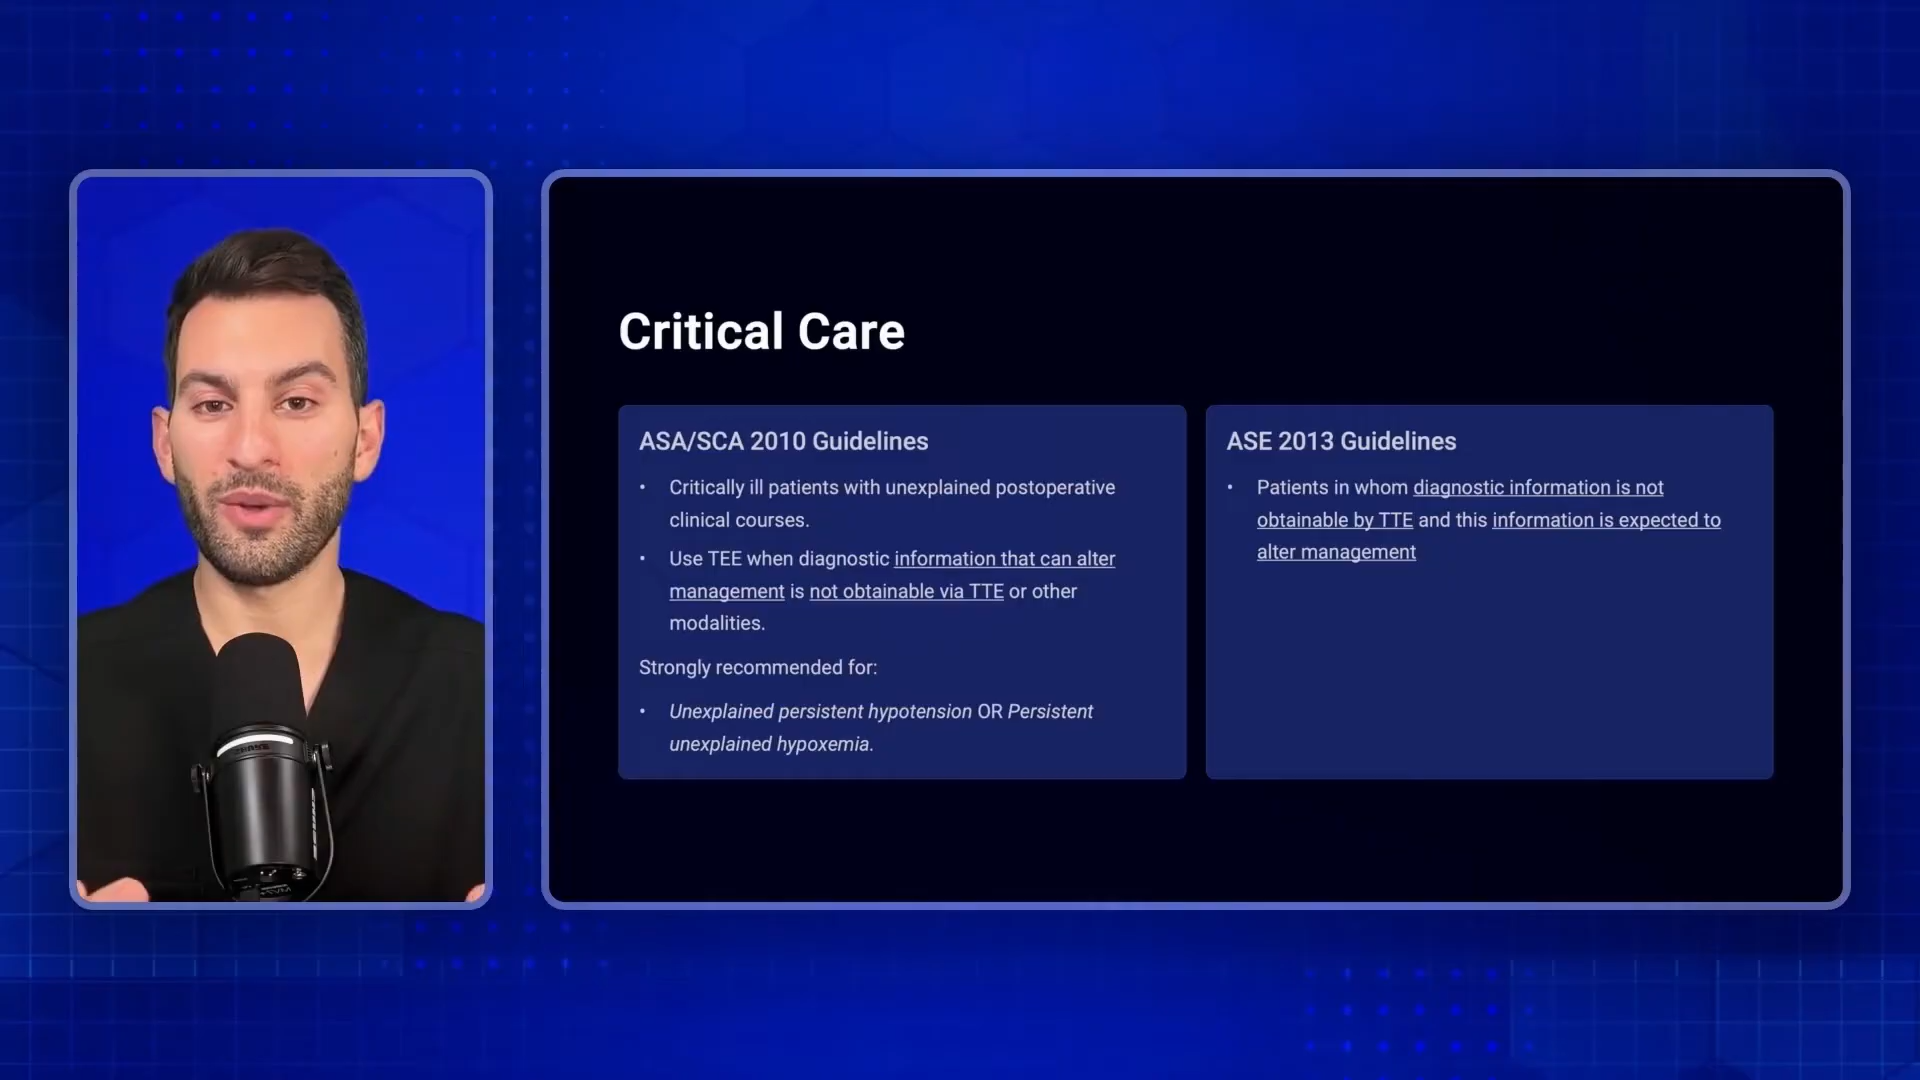 Critical Care
ASA/SCA 2010 Guidelines
• Critically ill patients with unexplained postoperative
clinical courses.
• Use TEE when diagnostic information that can alter
management is not obtainable via TTE or other
modalities.
Strongly recommended for:
• Unexplained persistent hypotension OR Persistent
unexplained hypoxemia.
ASE 2013 Guidelines
• Patients in whom diagnostic information is not
obtainable by TTE and this information is expected to
alter management